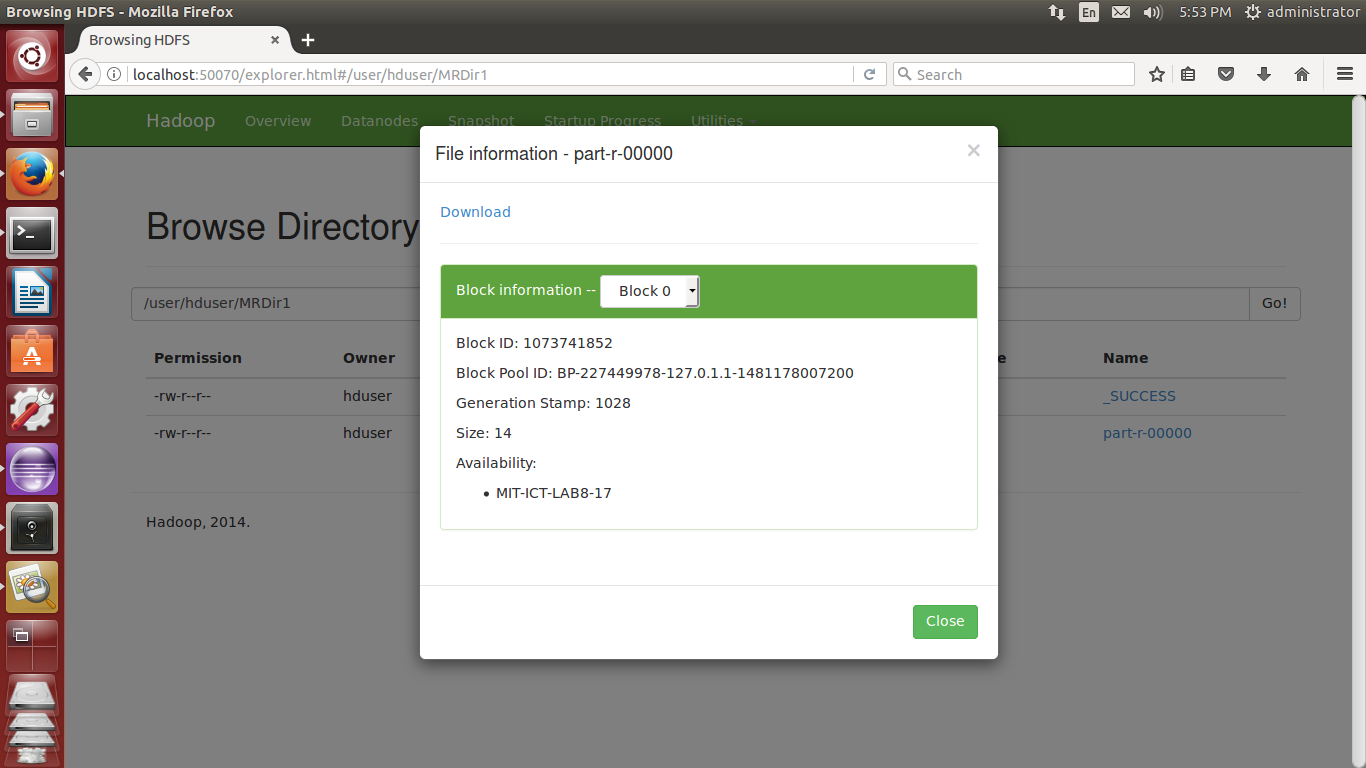 Browsing HDFS - Mozilla Firefox
En
5:53 PM
administrator
Browsing HDFS
localhost:50070/explorer.html#/user/hduser/MRDir1
Search
Hadoop
Overview
Datanodes
Snapshot
Startup Progress
Utilities
File information - part-r-00000
×
Download
Browse Directory
Block information --
Block 0
/user/hduser/MRDir1
Go!
Block ID: 1073741852
Permission
Owner
e
Name
Block Pool ID: BP-227449978-127.0.1.1-1481178007200
-rw-r--r--
hduser
_SUCCESS
Generation Stamp: 1028
-rw-r--r--
hduser
part-r-00000
Size: 14
Availability:
MIT-ICT-LAB8-17
Hadoop, 2014.
Close